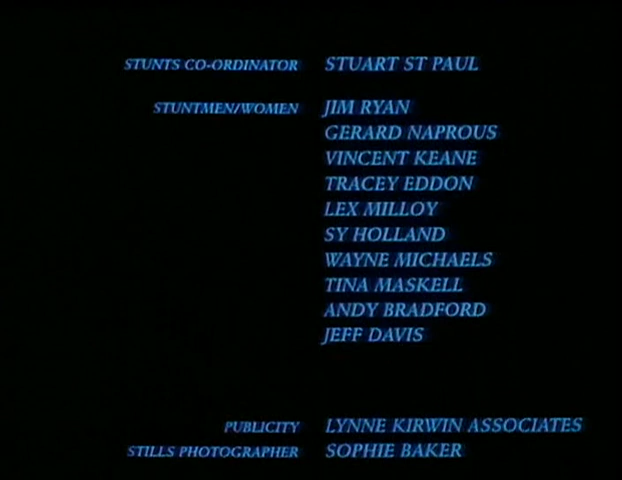 STUNTS CO-ORDINATOR STUART ST PAUL
STUNTMEN/WOMEN JIM RYAN
GERARD NAPROUS
VINCENT KEANE
TRACEY EDDON
LEX MILLOY
SY HOLLAND
WAYNE MICHAELS
TINA MASKELL
ANDY BRADFORD
JEFF DAVIS
PUBLICITY LYNNE KIRWIN ASSOCIATES
STILLS PHOTOGRAPHER SOPHIE BAKER